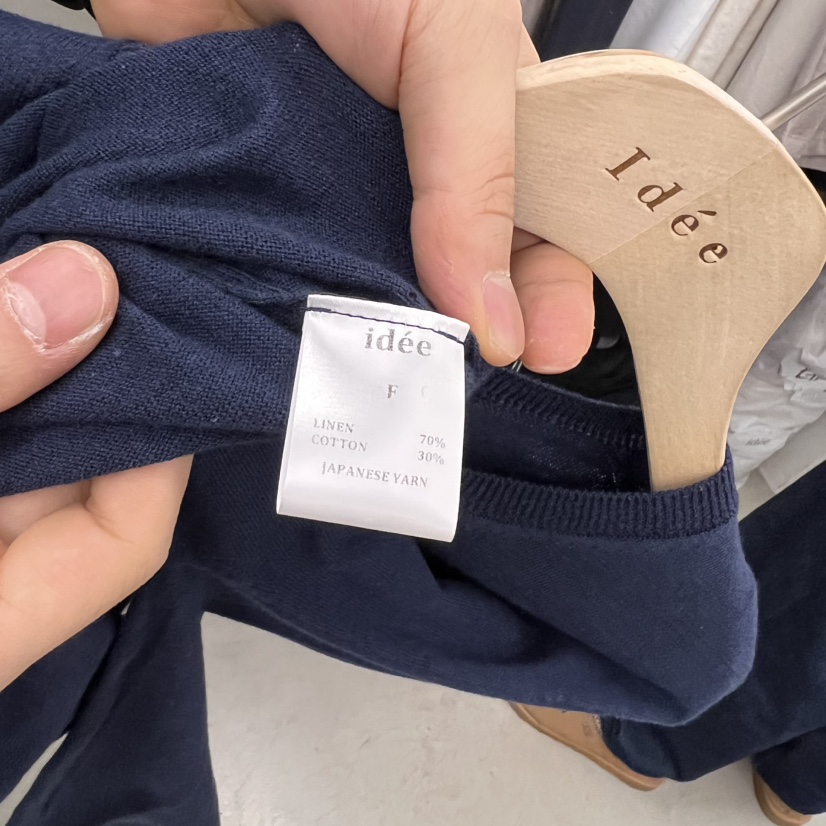 Idée
idée
F
LINEN 70%
COTTON 30%
JAPANESE YARN